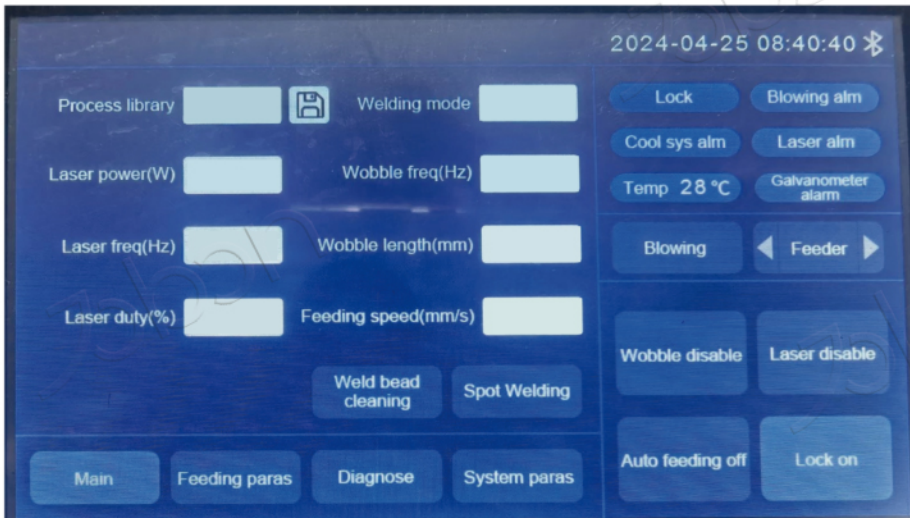 2024-04-25 08:40:40
Process library
Welding mode
Lock
Blowing alm
Cool sys alm
Laser alm
Laser power(W)
Wobble freq(Hz)
Temp 28℃
Galvanometer
alarm
Laser freq(Hz)
Wobble length(mm)
Blowing
Feeder
Laser duty(%)
Feeding speed(mm/s)
Wobble disable
Laser disable
Weld bead
cleaning
Spot Welding
Auto feeding off
Lock on
Main
Feeding paras
Diagnose
System paras